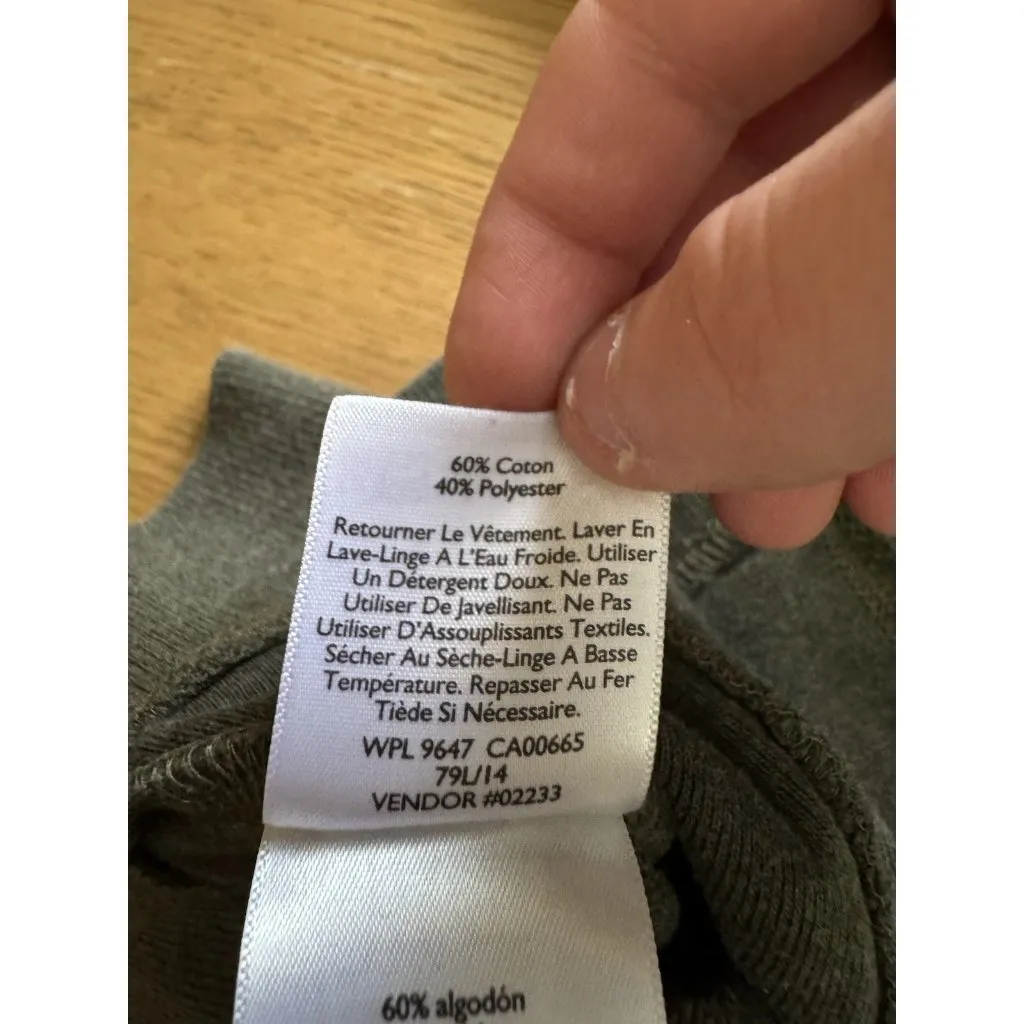 60% Coton
40% Polyester
Retourner Le Vêtement. Laver En
Lave-Linge A L'Eau Froide. Utiliser
Un Détergent Doux. Ne Pas
Utiliser De Javellisant. Ne Pas
Utiliser D'Assouplissants Textiles.
Sécher Au Sèche-Linge A Basse
Température. Repasser Au Fer
Tiède Si Nécessaire.
WPL 9647 CA00665
79L/14
VENDOR #02233
60% algodón